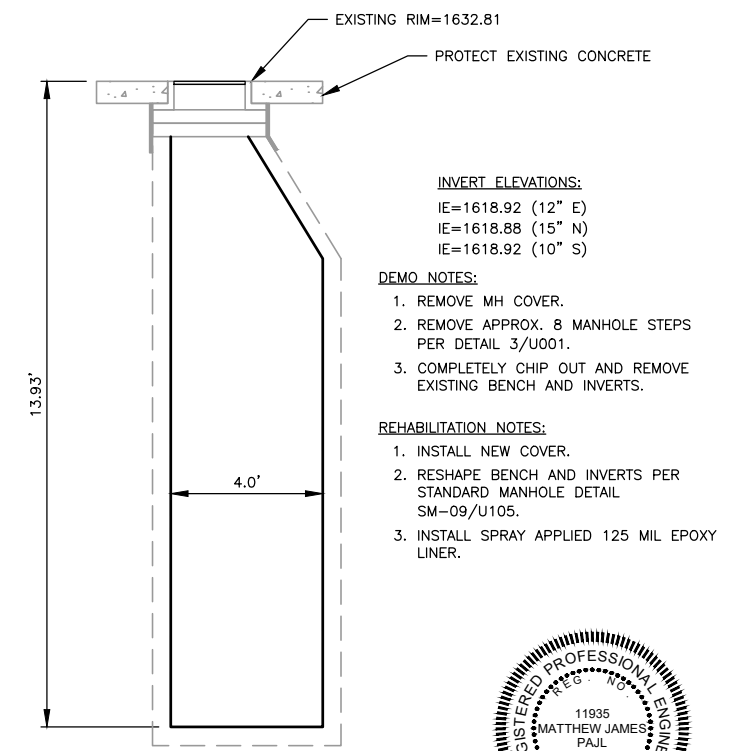 EXISTING RIM=1632.81
PROTECT EXISTING CONCRETE
INVERT ELEVATIONS:
IE=1618.92 (12" E)
IE=1618.88 (15" N)
IE=1618.92 (10" S)
DEMO NOTES:
1. REMOVE MH COVER.
2. REMOVE APPROX. 8 MANHOLE STEPS
PER DETAIL 3/U001.
3. COMPLETELY CHIP OUT AND REMOVE
EXISTING BENCH AND INVERTS.
REHABILITATION NOTES:
1. INSTALL NEW COVER.
2. RESHAPE BENCH AND INVERTS PER
STANDARD MANHOLE DETAIL
SM-09/U105.
3. INSTALL SPRAY APPLIED 125 MIL EPOXY
LINER.
13.93'
4.0'
PROFESSIONAL
REG. NO.
11935
MATTHEW JAMES
PAJL